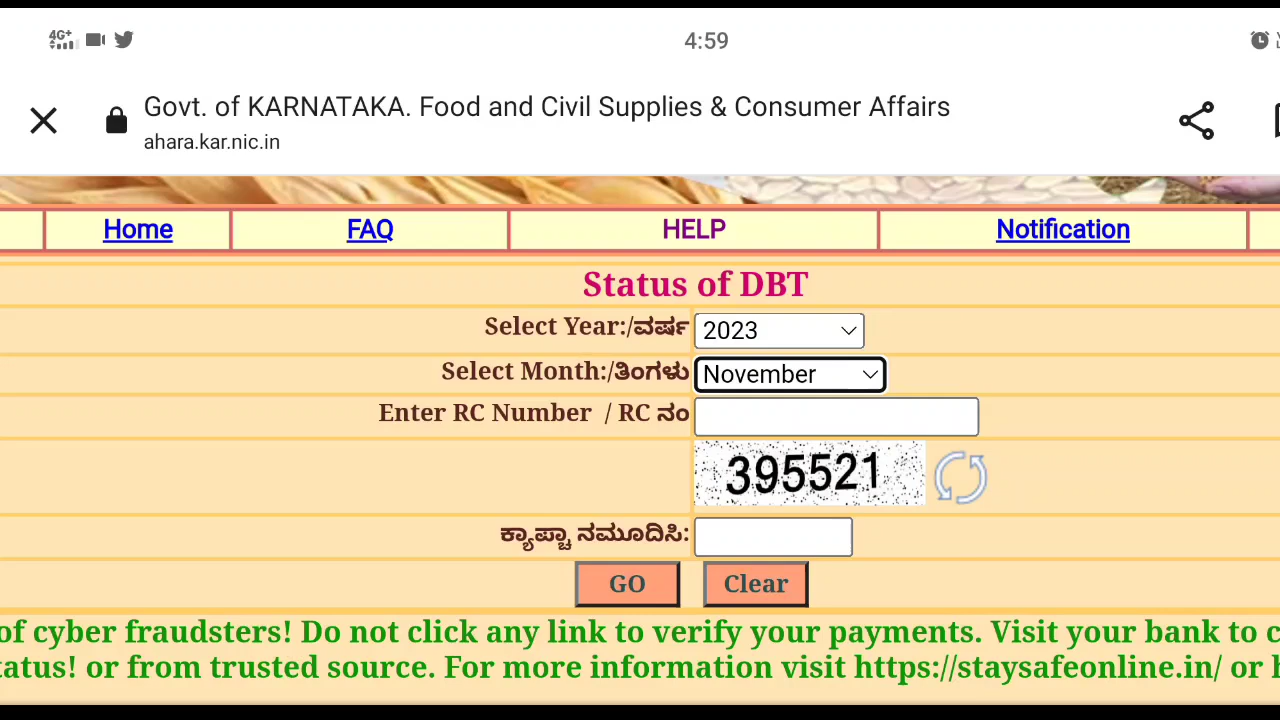 4G+ 4:59
Govt. of KARNATAKA. Food and Civil Supplies & Consumer Affairs
ahara.kar.nic.in
Home FAQ HELP Notification
Status of DBT
Select Year:/ವರ್ಷ 2023
Select Month:/ತಿಂಗಳು November
Enter RC Number / RC ನಂ
395521
ಕ್ಯಾಪ್ಚಾ ನಮೂದಿಸಿ:
GO Clear
of cyber fraudsters! Do not click any link to verify your payments. Visit your bank to
status! or from trusted source. For more information visit https://staysafeonline.in/ or